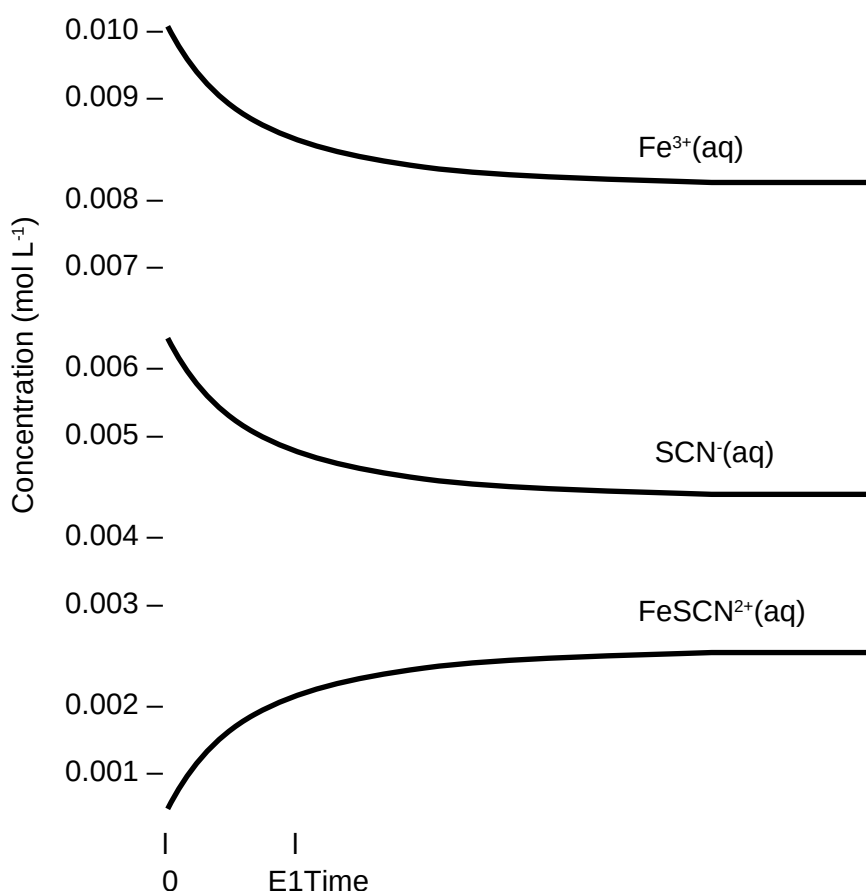 0.010
0.009
Fe³⁺(aq)
0.008
0.007
Concentration (mol L⁻¹)
0.006
0.005
SCN⁻(aq)
0.004
0.003
FeSCN²⁺(aq)
0.002
0.001
0
E1Time